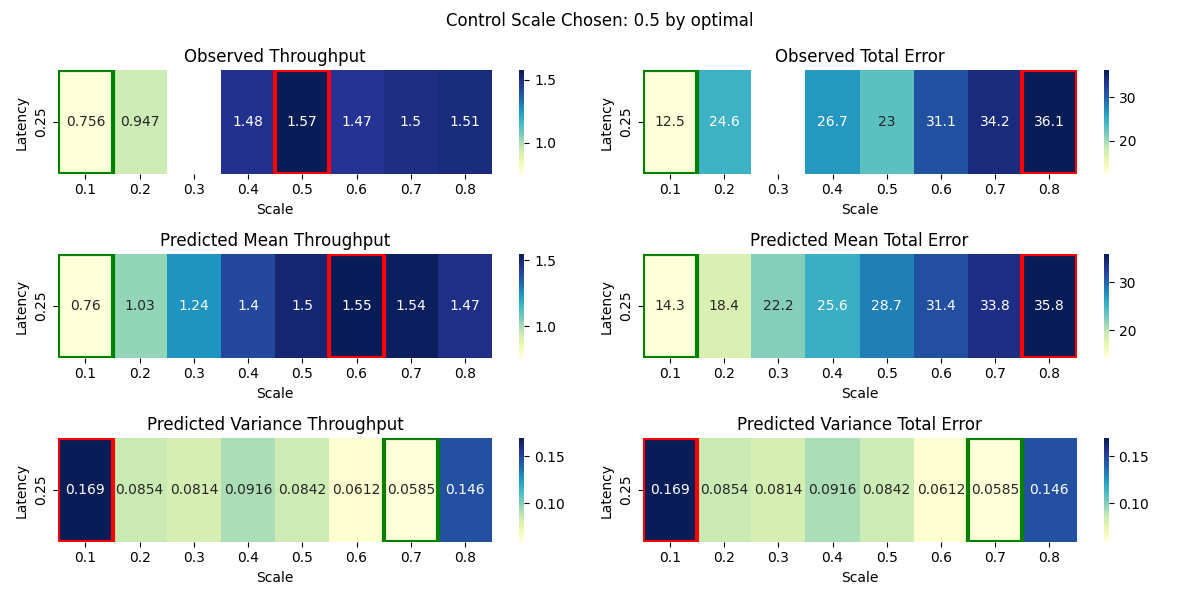 Control Scale Chosen: 0.5 by optimal
Observed Throughput
Latency
0.25
0.756 0.947 1.48 1.57 1.47 1.5 1.51
0.1 0.2 0.3 0.4 0.5 0.6 0.7 0.8
Scale
1.5
1.0
Observed Total Error
Latency
0.25
12.5 24.6 26.7 23 31.1 34.2 36.1
0.1 0.2 0.3 0.4 0.5 0.6 0.7 0.8
Scale
30
20
Predicted Mean Throughput
Latency
0.25
0.76 1.03 1.24 1.4 1.5 1.55 1.54 1.47
0.1 0.2 0.3 0.4 0.5 0.6 0.7 0.8
Scale
1.5
1.0
Predicted Mean Total Error
Latency
0.25
14.3 18.4 22.2 25.6 28.7 31.4 33.8 35.8
0.1 0.2 0.3 0.4 0.5 0.6 0.7 0.8
Scale
30
20
Predicted Variance Throughput
Latency
0.25
0.169 0.0854 0.0814 0.0916 0.0842 0.0612 0.0585 0.146
0.1 0.2 0.3 0.4 0.5 0.6 0.7 0.8
Scale
0.15
0.10
Predicted Variance Total Error
Latency
0.25
0.169 0.0854 0.0814 0.0916 0.0842 0.0612 0.0585 0.146
0.1 0.2 0.3 0.4 0.5 0.6 0.7 0.8
Scale
0.15
0.10